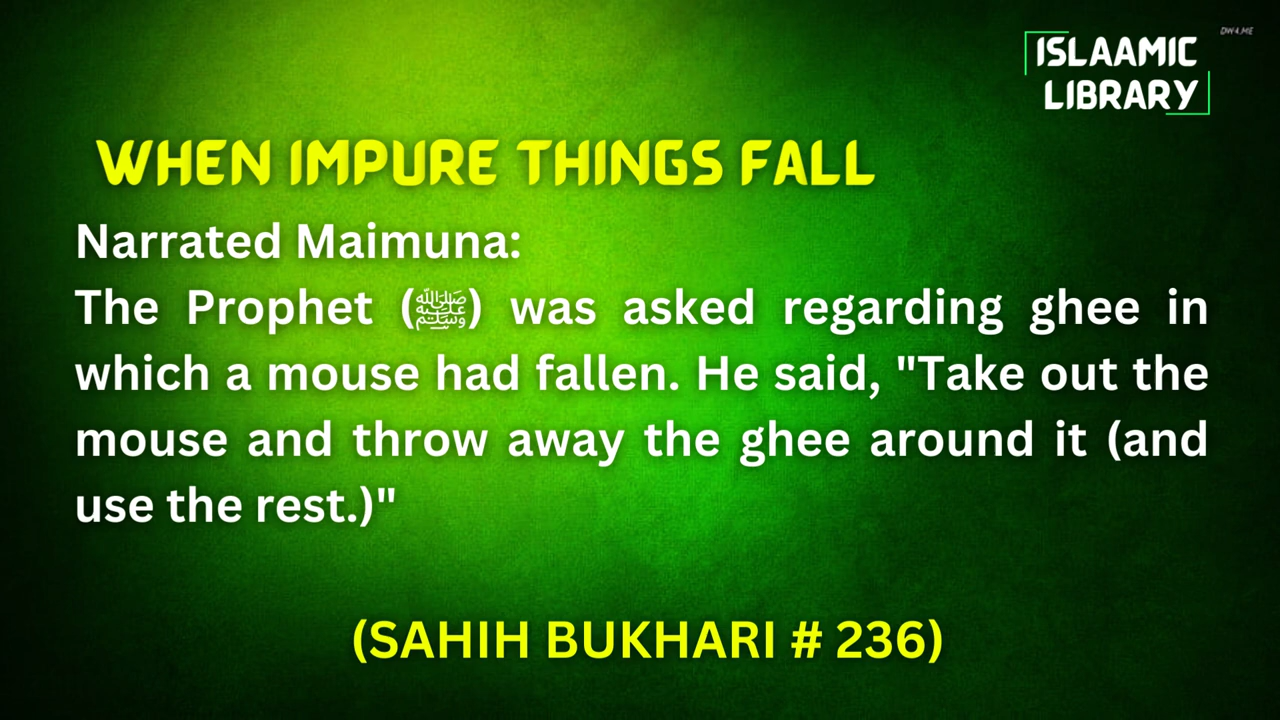 DW4.ME
ISLAAMIC
LIBRARY
WHEN IMPURE THINGS FALL
Narrated Maimuna:
The Prophet (ﷺ) was asked regarding ghee in
which a mouse had fallen. He said, "Take out the
mouse and throw away the ghee around it (and
use the rest.)"
(SAHIH BUKHARI # 236)